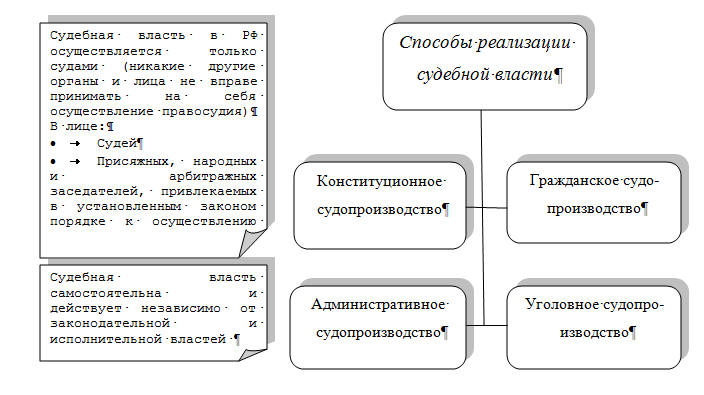 Судебная власть в РФ
осуществляется только
судами (никакие другие
органы и лица не вправе
принимать на себя
осуществление правосудия)¶
В лице:¶
• → Судей¶
• → Присяжных, народных
и арбитражных
заседателей, привлекаемых
в установленным законом
порядке к осуществлению
Судебная власть
самостоятельна и
действует независимо от
законодательной и
исполнительной властей ¶
Способы реализации
судебной власти¶
Конституционное
судопроизводство¶
Гражданское судо-
производство¶
Административное
судопроизводство¶
Уголовное судопро-
изводство¶